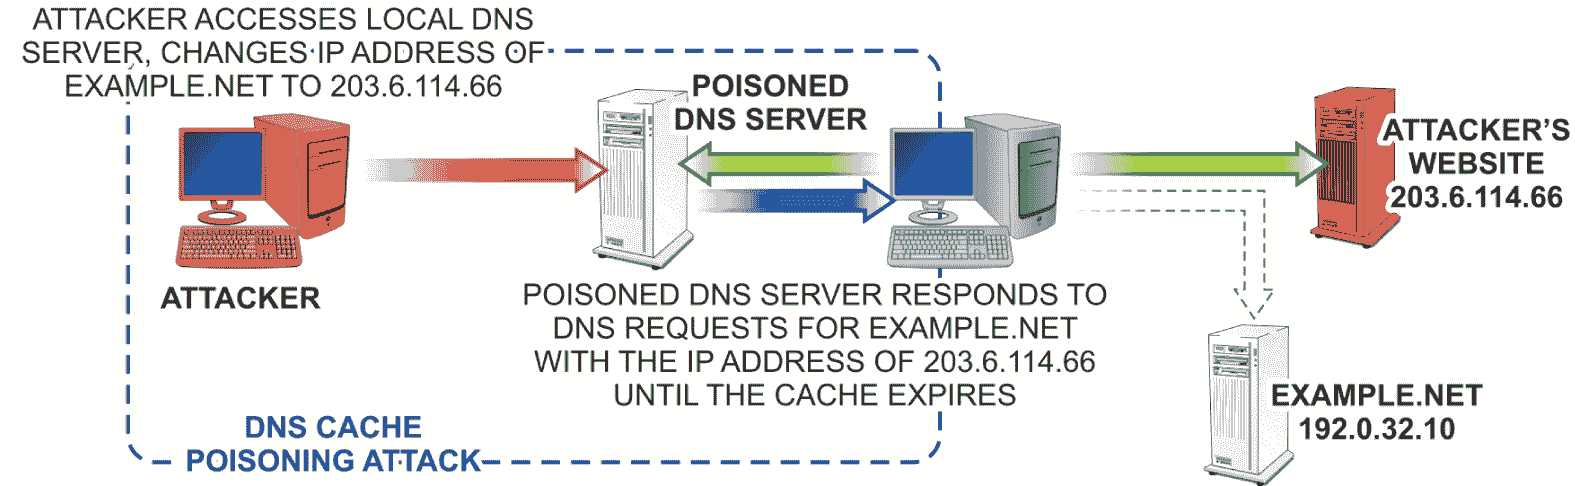 ATTACKER ACCESSES LOCAL DNS
SERVER, CHANGES IP ADDRESS OF
EXAMPLE.NET TO 203.6.114.66
POISONED
DNS SERVER
ATTACKER'S
WEBSITE
203.6.114.66
ATTACKER
POISONED DNS SERVER RESPONDS TO
DNS REQUESTS FOR EXAMPLE.NET
WITH THE IP ADDRESS OF 203.6.114.66
UNTIL THE CACHE EXPIRES
EXAMPLE.NET
192.0.32.10
DNS CACHE
POISONING ATTACK